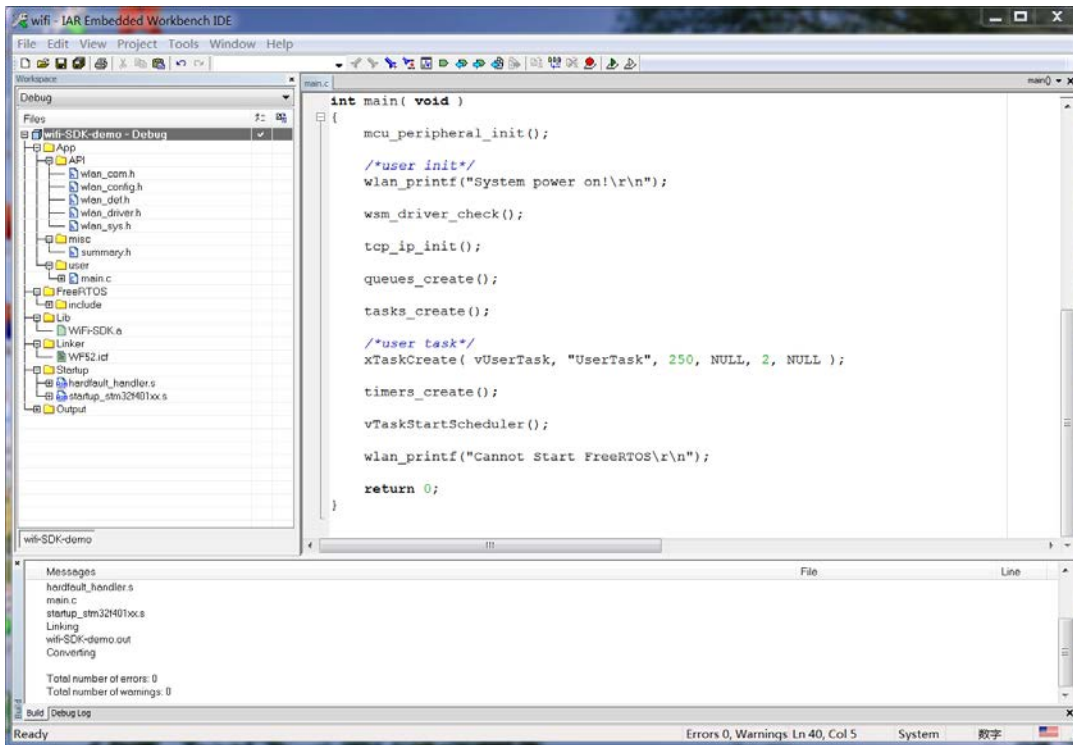 wifi - IAR Embedded Workbench IDE
File Edit View Project Tools Window Help
Workspace
Debug
Files
wifi-SDK-demo - Debug
App
API
wlan_com.h
wlan_config.h
wlan_def.h
wlan_driver.h
wlan_sys.h
misc
summary.h
user
main.c
FreeRTOS
include
Lib
WiFi-SDK.a
Linker
WF52.icf
Startup
hardfault_handler.s
startup_stm32f401xx.s
Output
wifi-SDK-demo
main.c
main()
int main( void )
{
mcu_peripheral_init();
/*user init*/
wlan_printf("System power on!\r\n");
wsm_driver_check();
tcp_ip_init();
queues_create();
tasks_create();
/*user task*/
xTaskCreate( vUserTask, "UserTask", 250, NULL, 2, NULL );
timers_create();
vTaskStartScheduler();
wlan_printf("Cannot Start FreeRTOS\r\n");
return 0;
}
Messages File Line
hardfault_handler.s
main.c
startup_stm32f401xx.s
Linking
wifi-SDK-demo.out
Converting
Total number of errors: 0
Total number of warnings: 0
Build
Build Debug Log
Ready Errors 0, Warnings Ln 40, Col 5 System 数字